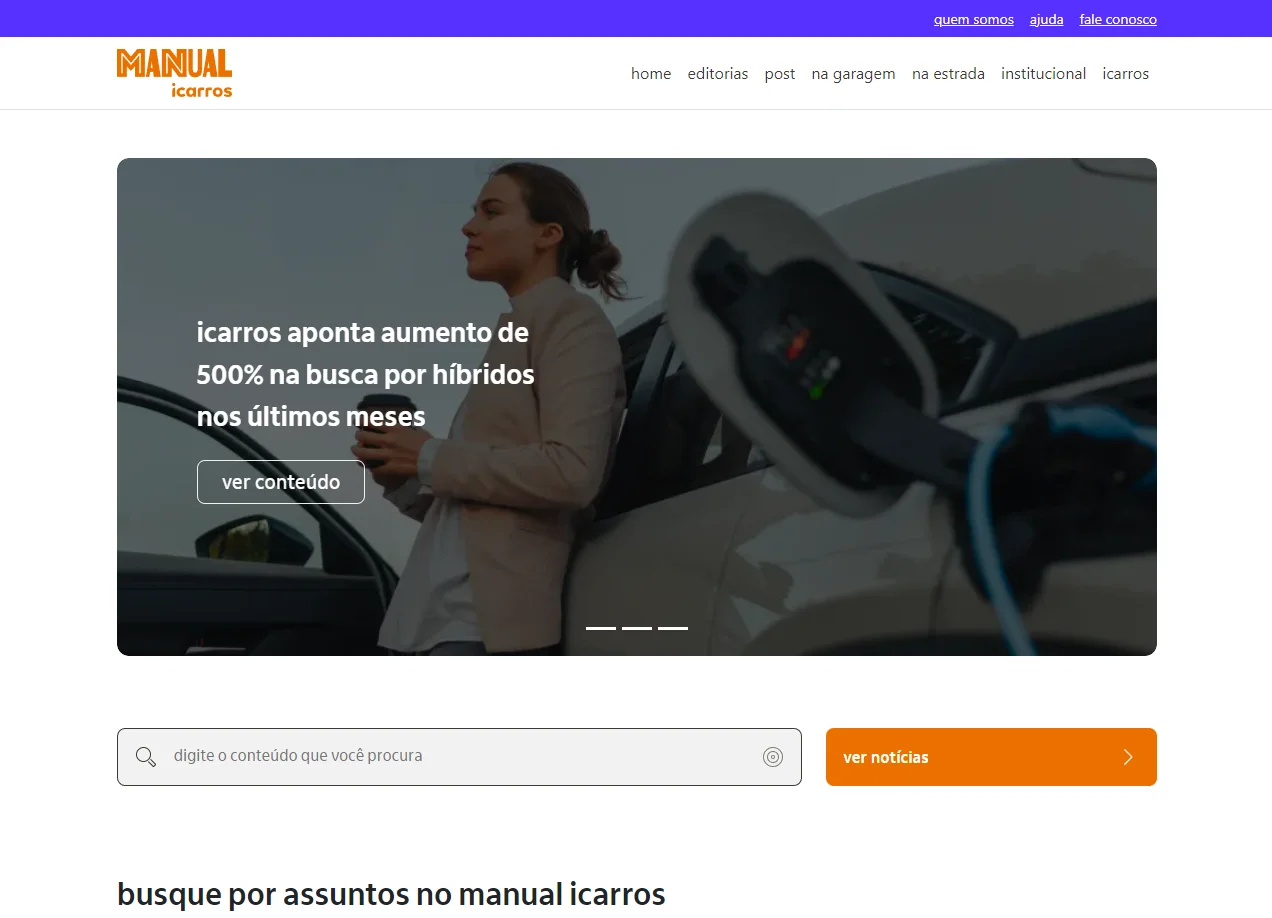 quem somos ajuda fale conosco
MANUAL
icarros
home editorias post na garagem na estrada institucional icarros
icarros aponta aumento de
500% na busca por híbridos
nos últimos meses
ver conteúdo
digite o conteúdo que você procura
ver notícias
busque por assuntos no manual icarros